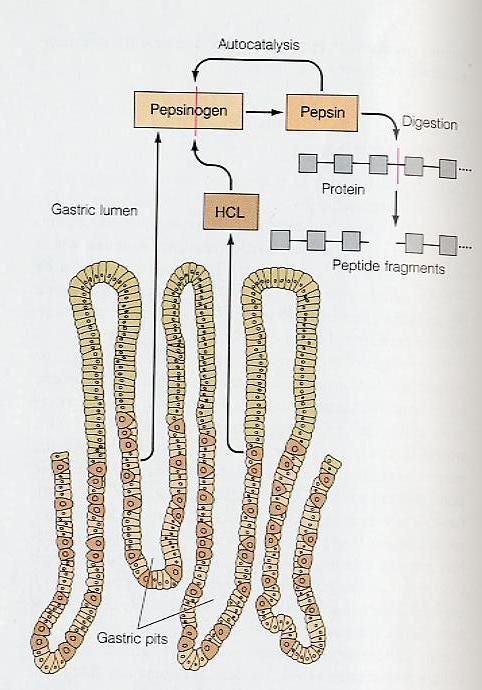 Autocatalysis
Pepsinogen
Pepsin
Digestion
Protein
Gastric lumen
HCL
Peptide fragments
Gastric pits